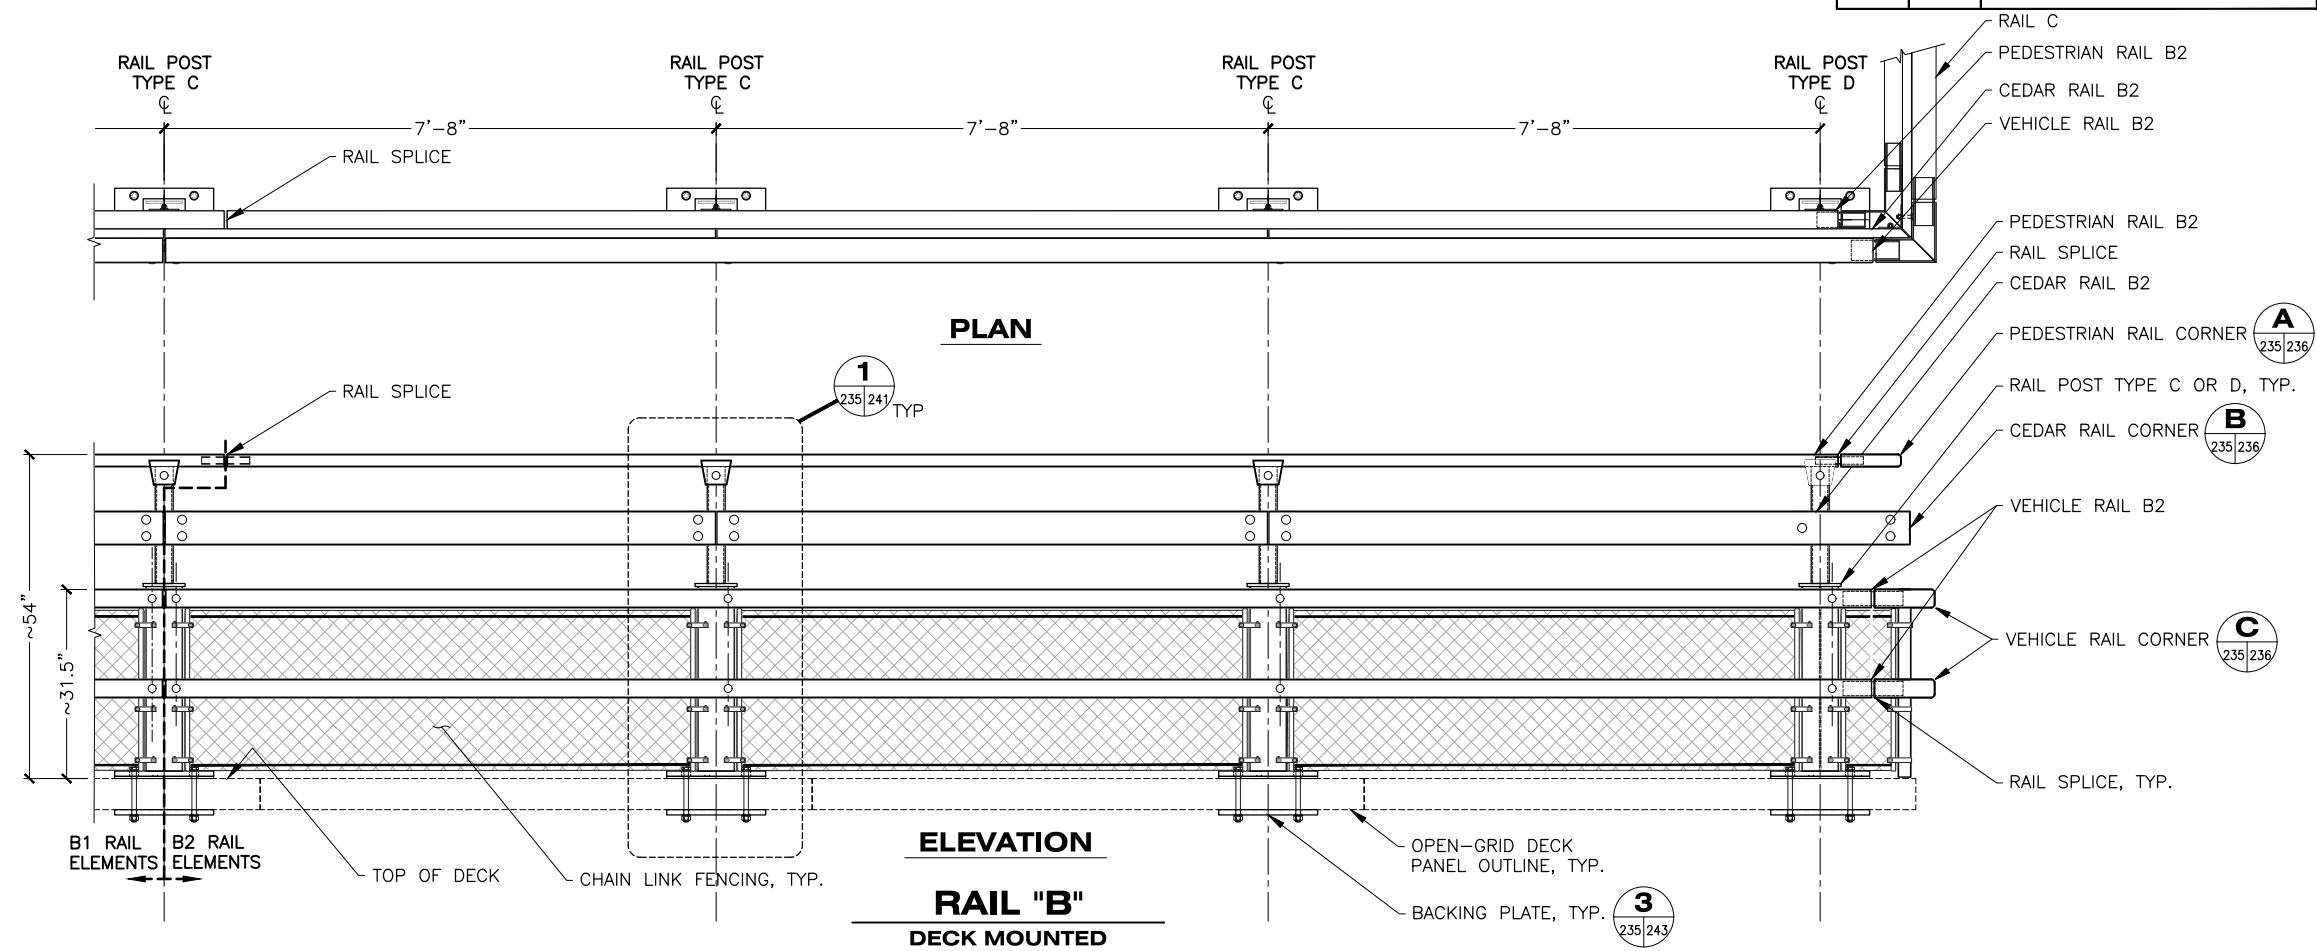 RAIL C
PEDESTRIAN RAIL B2
CEDAR RAIL B2
VEHICLE RAIL B2
RAIL POST
TYPE C
℄
RAIL POST
TYPE C
℄
RAIL POST
TYPE C
℄
RAIL POST
TYPE D
℄
7'-8"
7'-8"
7'-8"
RAIL SPLICE
PEDESTRIAN RAIL B2
RAIL SPLICE
CEDAR RAIL B2
PEDESTRIAN RAIL CORNER
A
235 236
PLAN
RAIL SPLICE
1
235 241
TYP
RAIL POST TYPE C OR D, TYP.
CEDAR RAIL CORNER
B
235 236
VEHICLE RAIL B2
~54"
~31.5"
VEHICLE RAIL CORNER
C
235 236
RAIL SPLICE, TYP.
B1 RAIL
ELEMENTS
B2 RAIL
ELEMENTS
TOP OF DECK
CHAIN LINK FENCING, TYP.
ELEVATION
OPEN-GRID DECK
PANEL OUTLINE, TYP.
BACKING PLATE, TYP.
3
235 243
RAIL "B"
DECK MOUNTED